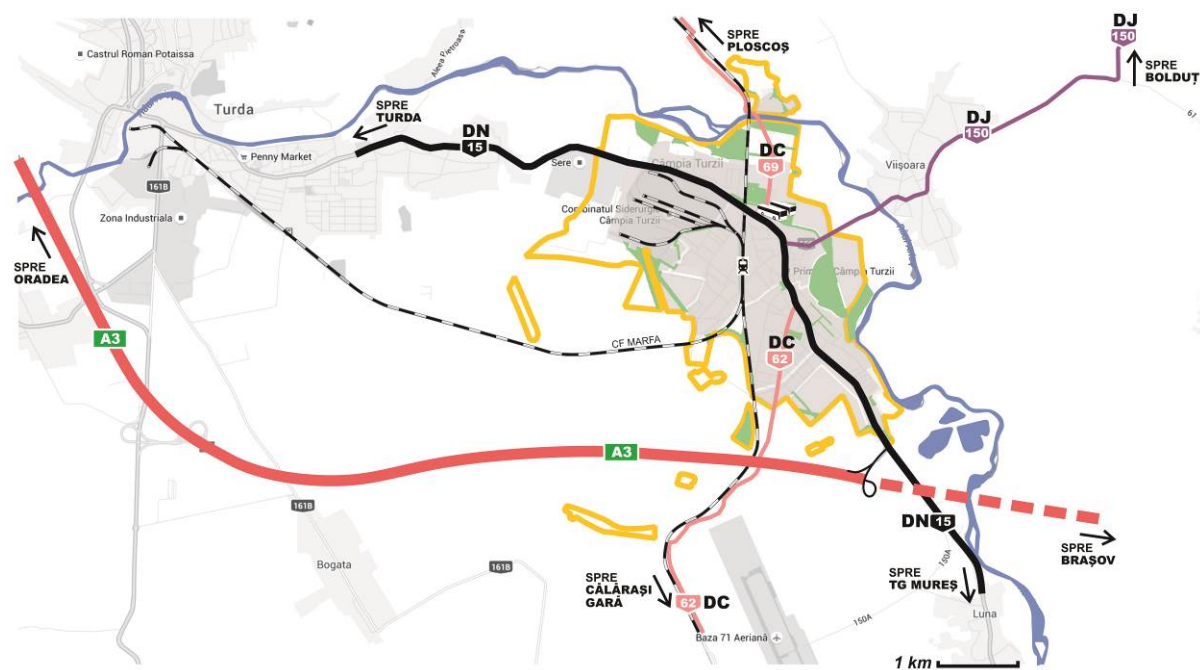 SPRE
PLOSCOȘ
DJ
150
SPRE
BOLDUȚ
Castrul Roman Potaissa
Aleea Pietroasa
Turda
SPRE
TURDA
DN
15
DJ
150
Penny Market
Sere
Câmpia Turzii
DC
69
Viișoara
161B
Zona Industriala
Combinatul Siderurgic
Câmpia Turzii
SPRE
ORADEA
Câmpia Turzii
A3
CF MARFA
DC
62
A3
161B
161B
DN 15
SPRE
BRAȘOV
150A
Bogata
SPRE
CĂLĂRAȘI
GARĂ
62 DC
SPRE
TG MUREȘ
Luna
150A
Baza 71 Aeriană
1 km